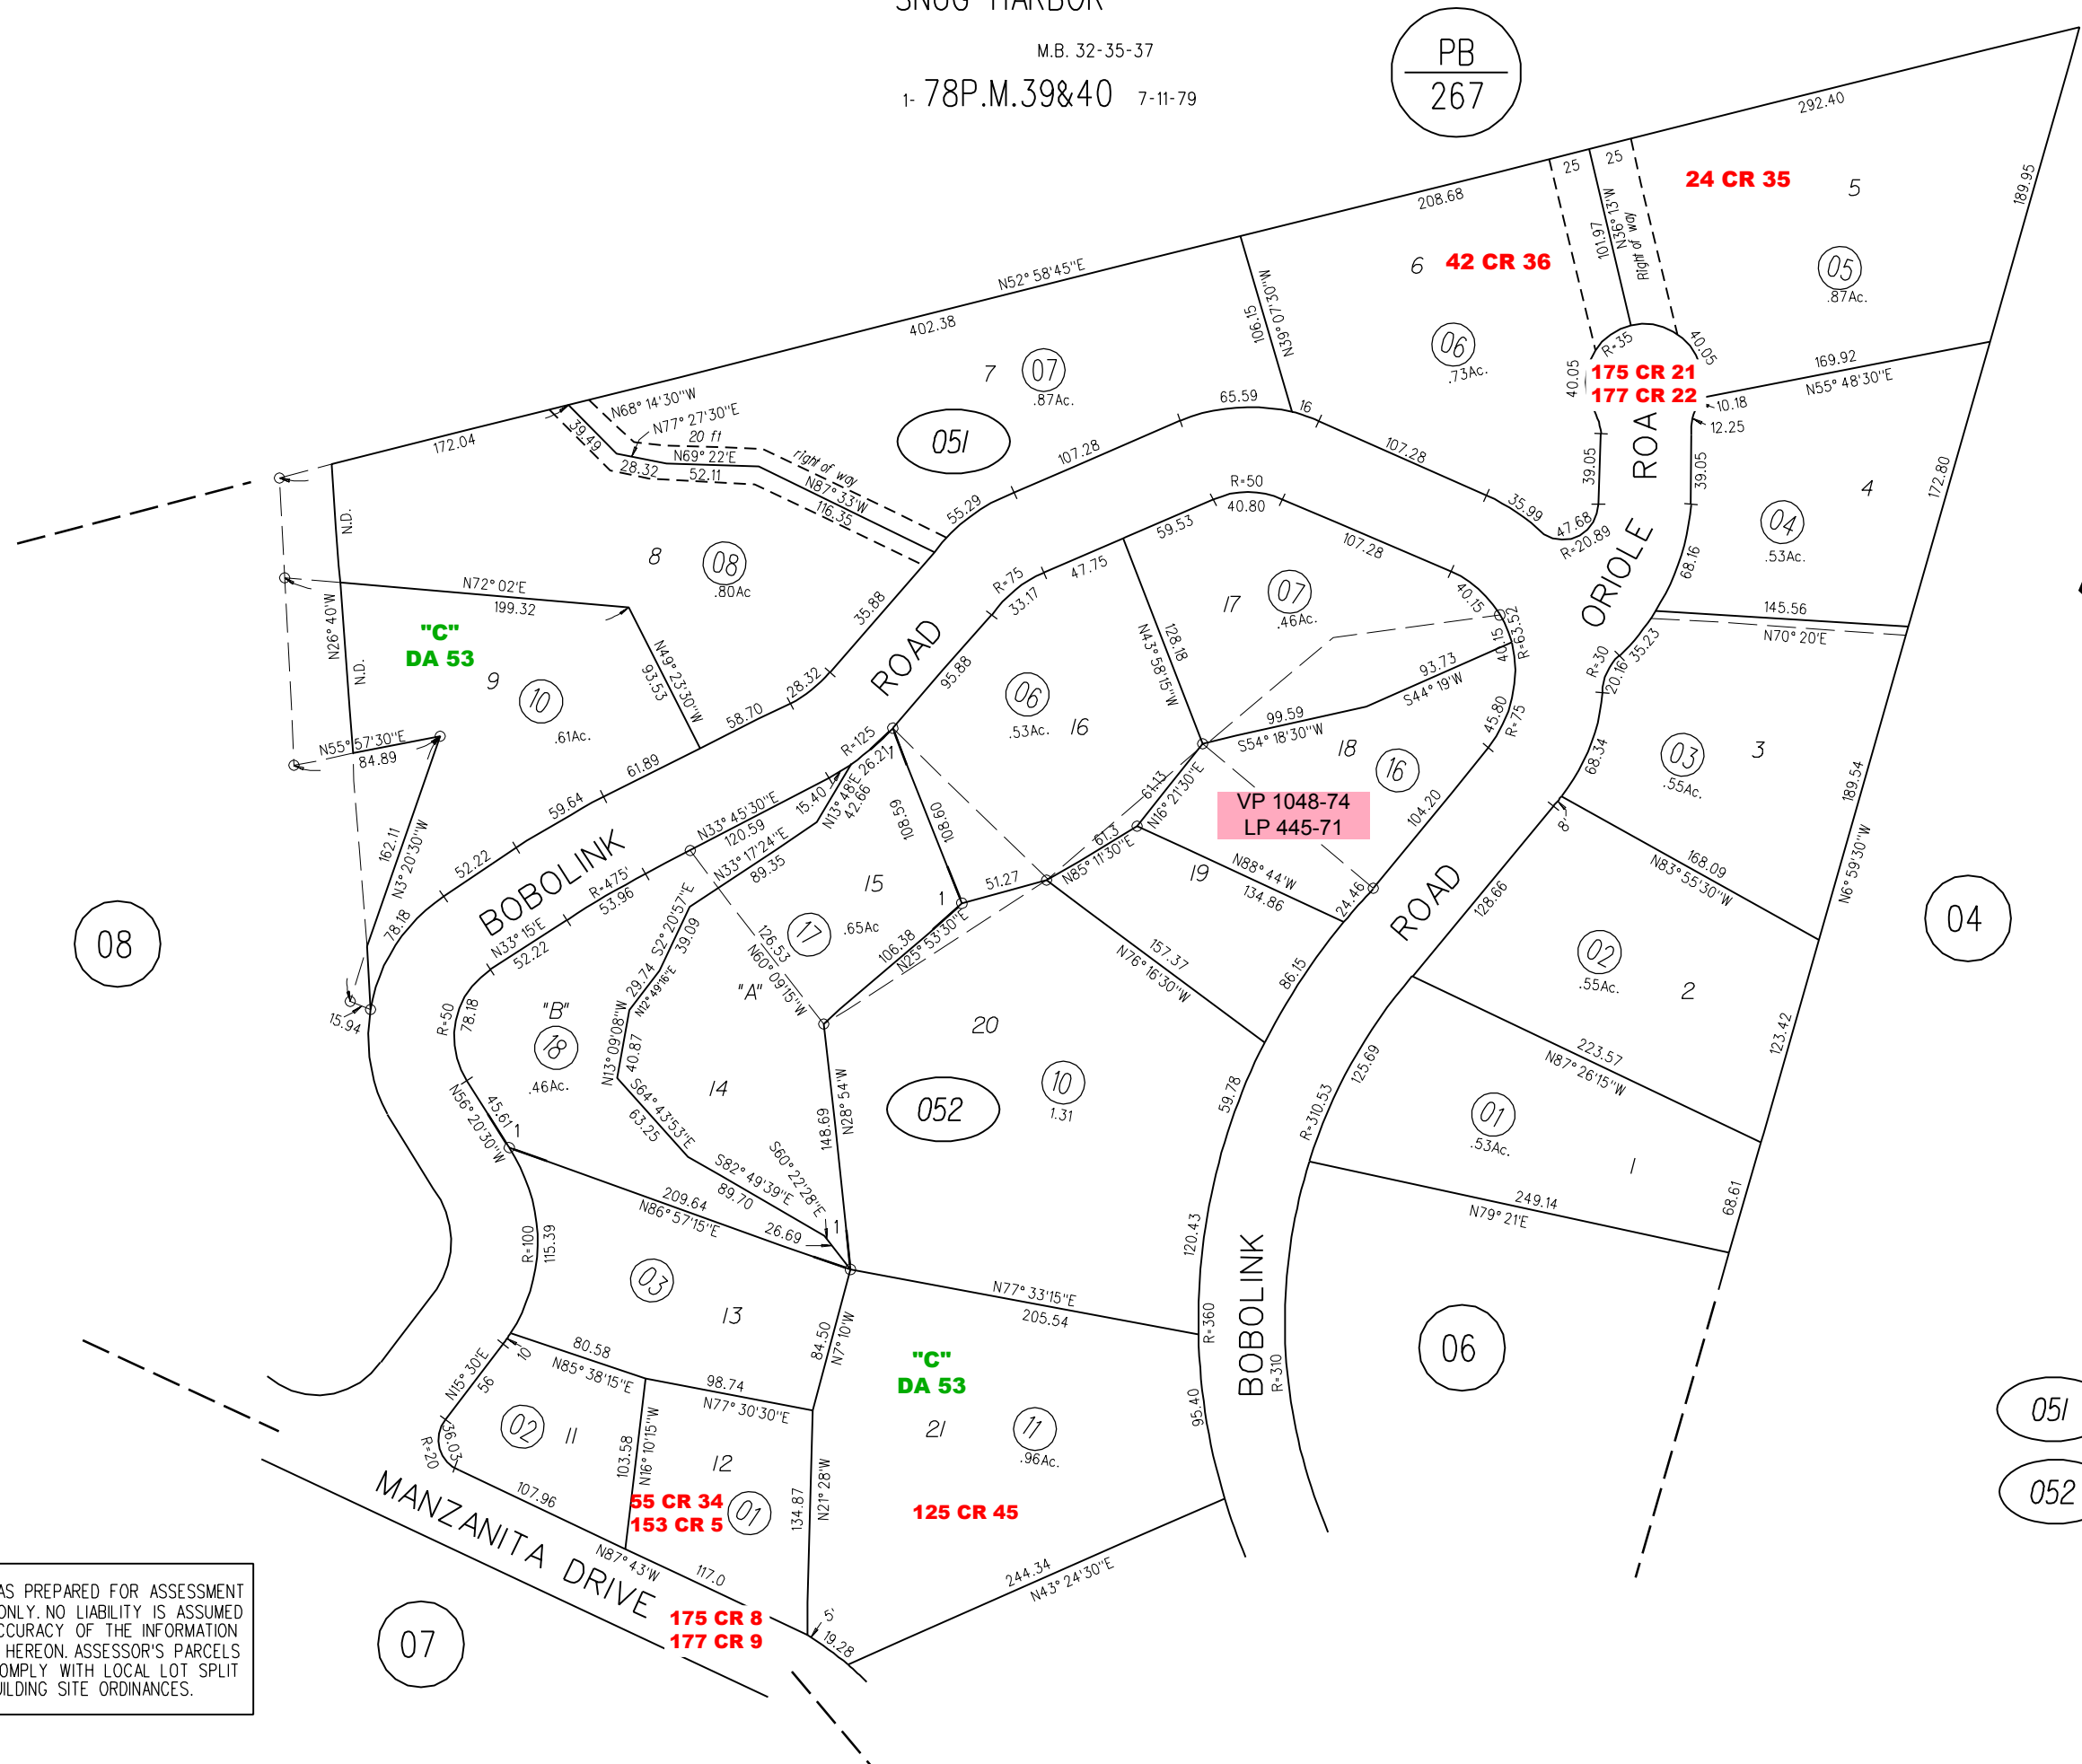 SNUG HARBOR
M.B. 32-35-37
1- 78P.M.39&40 7-11-79
PB
267
292.40
25
25
24 CR 35
5
189.95
208.68
N36° 13'W
101.97
Right of way
6
42 CR 36
05
.87Ac.
N52° 58'45"E
402.38
N39° 07'30"W
106.15
06
.73Ac.
R=35
40.05
40.05
175 CR 21
177 CR 22
169.92
N55° 48'30"E
10.18
12.25
7
07
.87Ac.
65.59
16
N68° 14'30"W
N77° 27'30"E
20 ft
39.49
172.04
N69° 22'E
28.32
52.11
right of way
N87° 33'W
116.35
051
107.28
107.28
ORIOLE ROAD
39.05
39.05
4
172.80
N.D.
55.29
R=50
40.80
59.53
35.99
47.68
R=20.89
04
.53Ac.
8
08
.80Ac
107.28
68.16
N72° 02'E
199.32
N26° 40'W
R=75
33.17
47.75
35.88
17
07
.46Ac.
40.15
R=63.52
40.15
145.56
N70° 20'E
"C"
DA 53
N.D.
9
10
.61Ac.
N49° 23'30"W
93.53
28.32
58.70
ROAD
95.88
N43° 58'15"W
128.18
06
.53Ac.
16
93.73
S44° 19'W
R=30
20.16
35.23
N55° 57'30"E
84.89
R=125
26.21
99.59
S54° 18'30"W
18
16
45.80
R=75
68.34
03
.55Ac.
3
61.89
59.64
N33° 45'30"E
120.59
15.40
N13° 48'E
42.66
108.59
108.60
61.13
N16° 21'30"E
VP 1048-74
LP 445-71
104.20
8'
189.54
162.11
N3° 20'30"W
52.22
BOBOLINK
R=475'
53.96
N33° 17'24"E
89.35
15
17
.65Ac
1
51.27
61.3
N85° 11'30"E
19
N88° 44'W
134.86
24.46
ROAD
128.66
168.09
N83° 55'30"W
N6° 59'30"W
78.18
N33° 15'E
52.22
S2° 20'57"E
39.09
106.38
N25° 53'30"E
126.53
N60° 09'15"W
157.37
N76° 16'30"W
86.15
02
.55Ac.
2
08
04
15.94
R=50
78.18
"B"
18
.46Ac.
29.74
N12° 49'16"E
"A"
N13° 09'08"W
40.87
20
123.42
14
S64° 43'53"E
63.25
148.69
N28° 54'W
052
10
1.31
59.78
125.69
R=310.53
223.57
N87° 26'15"W
01
.53Ac.
1
45.61
N56° 20'30"W
1
S82° 49'39"E
89.70
S60° 22'28"E
26.69
1
209.64
N86° 57'15"E
68.61
249.14
N79° 21'E
R=100
115.39
03
13
120.43
BOBOLINK
N77° 33'15"E
205.54
R=360
R=310
84.50
N7° 10'W
06
10
80.58
N85° 38'15"E
N15° 30'E
56
98.74
N77° 30'30"E
"C"
DA 53
21
11
.96Ac.
95.40
051
052
36.03
R=20
02
11
103.58
N16° 10'15"W
12
55 CR 34
153 CR 5
01
134.87
N21° 28'W
125 CR 45
107.96
MANZANITA DRIVE
N87° 43'W
117.0
244.34
N43° 24'30"E
175 CR 8
177 CR 9
5'
19.28
07
AS PREPARED FOR ASSESSMENT
ONLY. NO LIABILITY IS ASSUMED
CCURACY OF THE INFORMATION
HEREON. ASSESSOR'S PARCELS
OMPLY WITH LOCAL LOT SPLIT
UILDING SITE ORDINANCES.